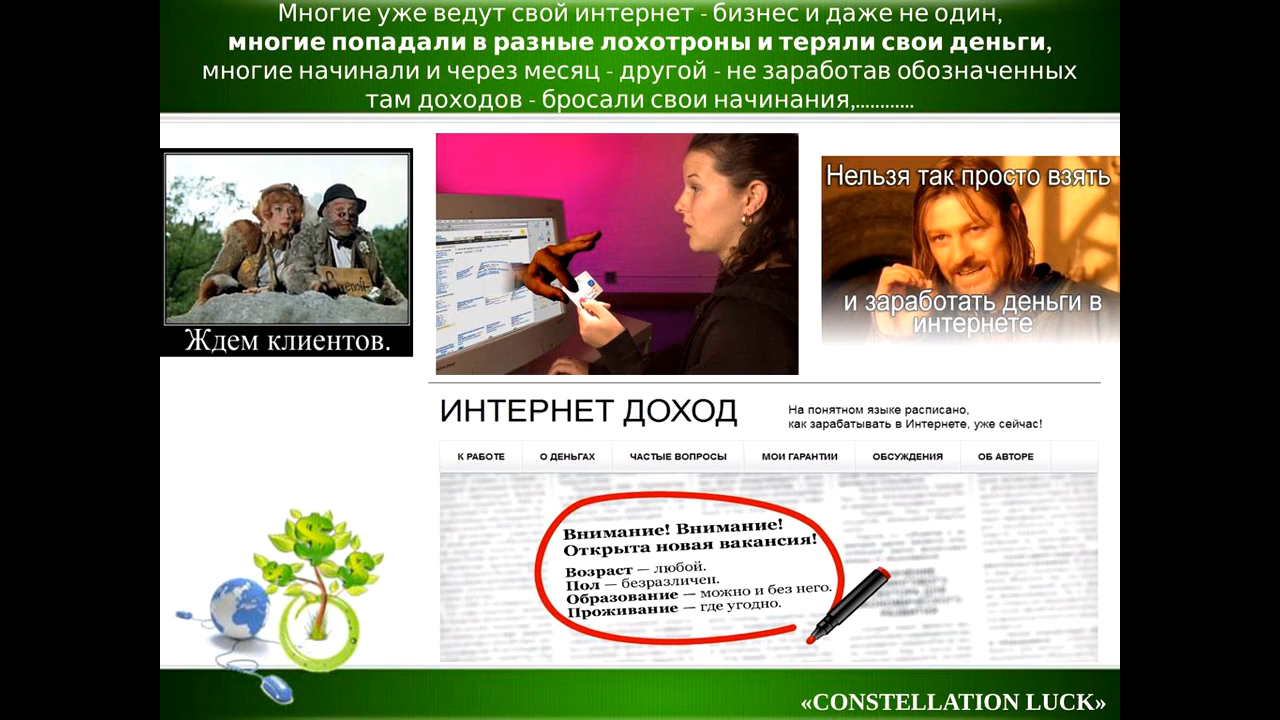 Многие уже ведут свой интернет - бизнес и даже не один,
многие попадали в разные лохотроны и теряли свои деньги,
многие начинали и через месяц - другой - не заработав обозначенных
там доходов - бросали свои начинания,............
Ждем клиентов.
Нельзя так просто взять
и заработать деньги в
интернете
ИНТЕРНЕТ ДОХОД
На понятном языке расписано,
как зарабатывать в Интернете, уже сейчас!
К РАБОТЕ О ДЕНЬГАХ ЧАСТЫЕ ВОПРОСЫ МОИ ГАРАНТИИ ОБСУЖДЕНИЯ ОБ АВТОРЕ
Внимание! Внимание!
Открыта новая вакансия!
Возраст — любой.
Пол — безразличен.
Образование — можно и без него.
Проживание — где угодно.
«CONSTELLATION LUCK»